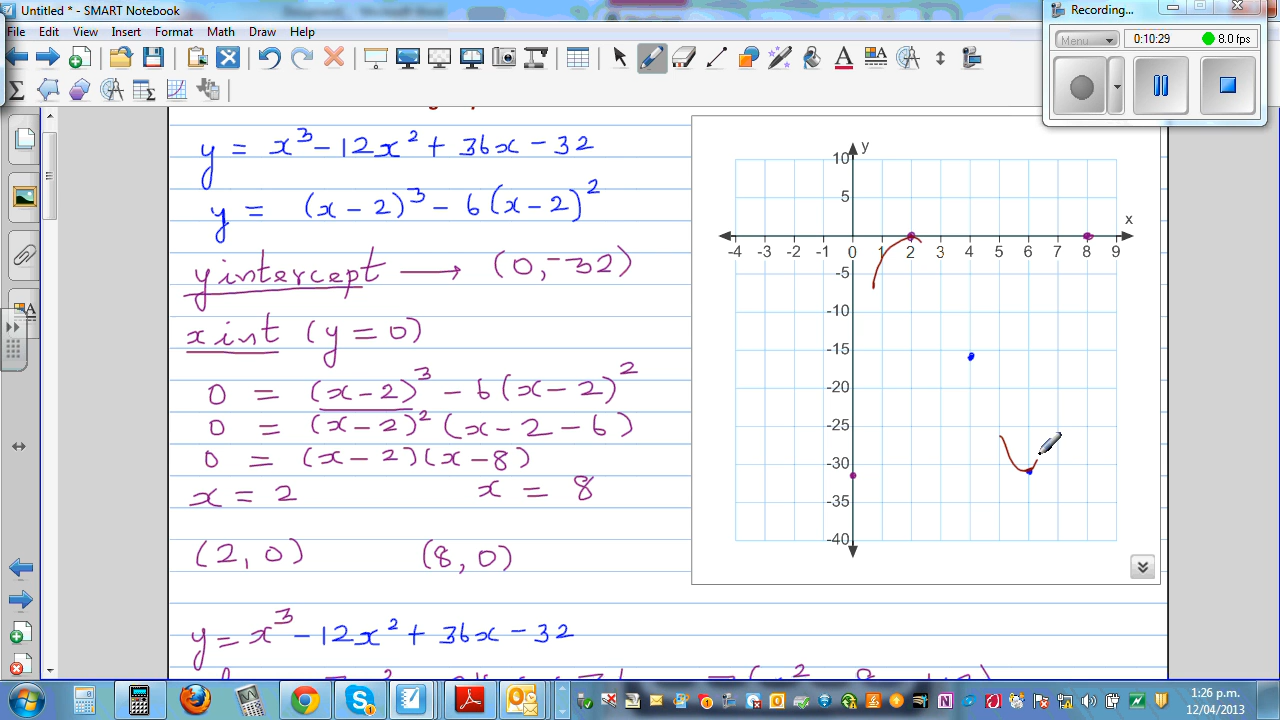 Untitled * - SMART Notebook
File Edit View Insert Format Math Draw Help
Recording...
Menu 0:10:29 8.0 fps
y = x³ − 12x² + 36x − 32
y = (x − 2)³ − 6(x − 2)²
y intercept → (0, −32)
x int (y = 0)
0 = (x − 2)³ − 6(x − 2)²
0 = (x − 2)² (x − 2 − 6)
0 = (x − 2)(x − 8)
x = 2 x = 8
(2, 0) (8, 0)
y = x³ − 12x² + 36x − 32
y
10
5
x
-4 -3 -2 -1 0 1 2 3 4 5 6 7 8 9
-5
-10
-15
-20
-25
-30
-35
-40
1:26 p.m.
12/04/2013